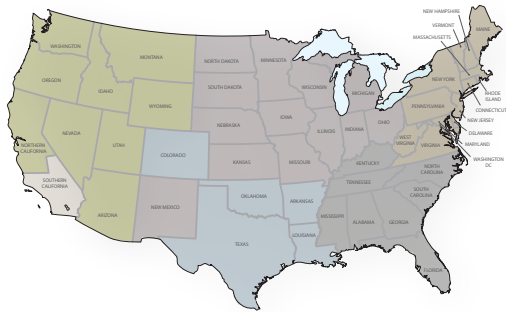 NEW HAMPSHIRE
VERMONT
MASSACHUSETTS
MAINE
WASHINGTON
MONTANA
NORTH DAKOTA
MINNESOTA
OREGON
IDAHO
SOUTH DAKOTA
WISCONSIN
MICHIGAN
NEW YORK
RHODE
ISLAND
WYOMING
IOWA
PENNSYLVANIA
CONNECTICUT
NEBRASKA
NEW JERSEY
NEVADA
ILLINOIS
INDIANA
OHIO
DELAWARE
NORTHERN
CALIFORNIA
UTAH
COLORADO
KANSAS
MISSOURI
WEST
VIRGINIA
VIRGINIA
MARYLAND
KENTUCKY
WASHINGTON
DC
SOUTHERN
CALIFORNIA
NORTH
CAROLINA
TENNESSEE
OKLAHOMA
ARKANSAS
SOUTH
CAROLINA
ARIZONA
NEW MEXICO
MISSISSIPPI
ALABAMA
GEORGIA
TEXAS
LOUISIANA
FLORIDA